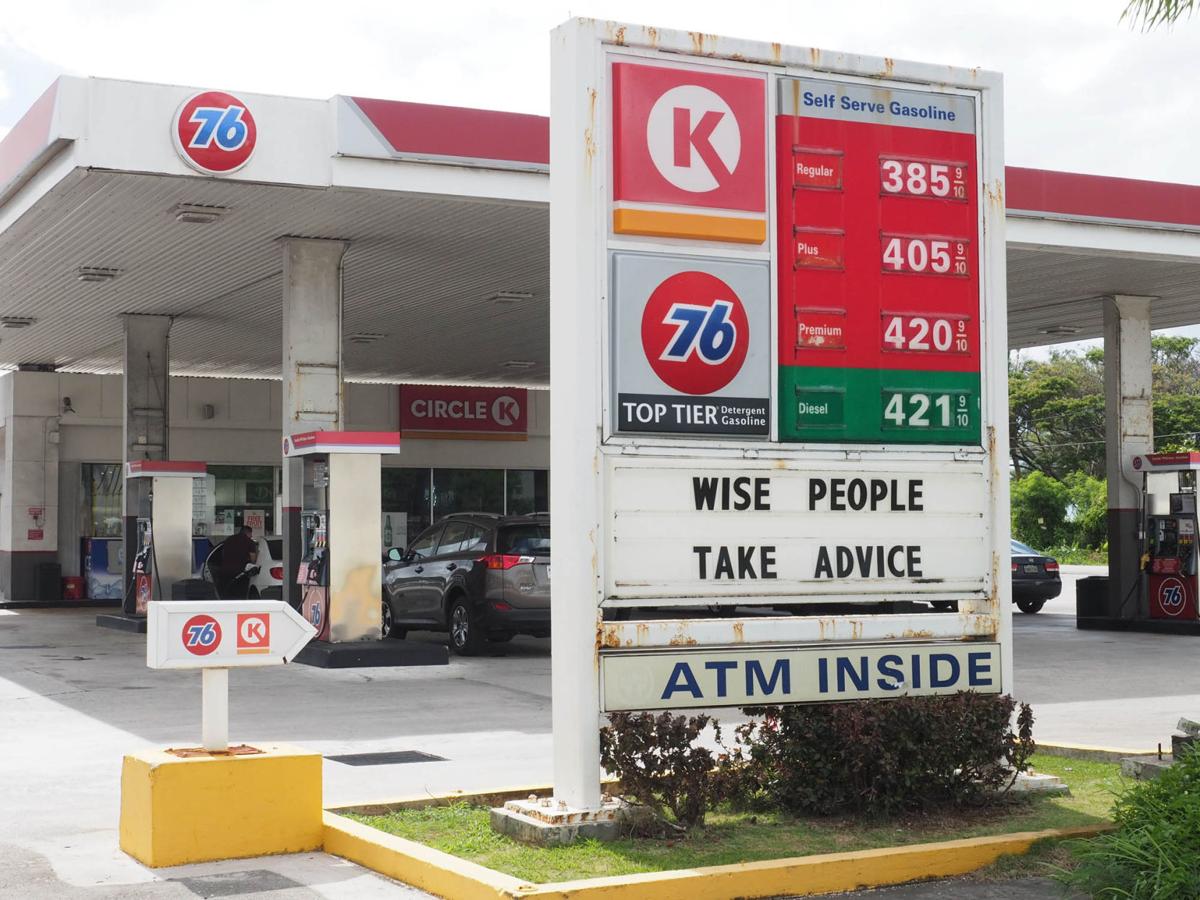 76
K
Self Serve Gasoline
Regular 385 9/10
Plus 405 9/10
Premium 420 9/10
Diesel 421 9/10
76
TOP TIER Detergent Gasoline
CIRCLE K
WISE PEOPLE
TAKE ADVICE
ATM INSIDE
76 K
76